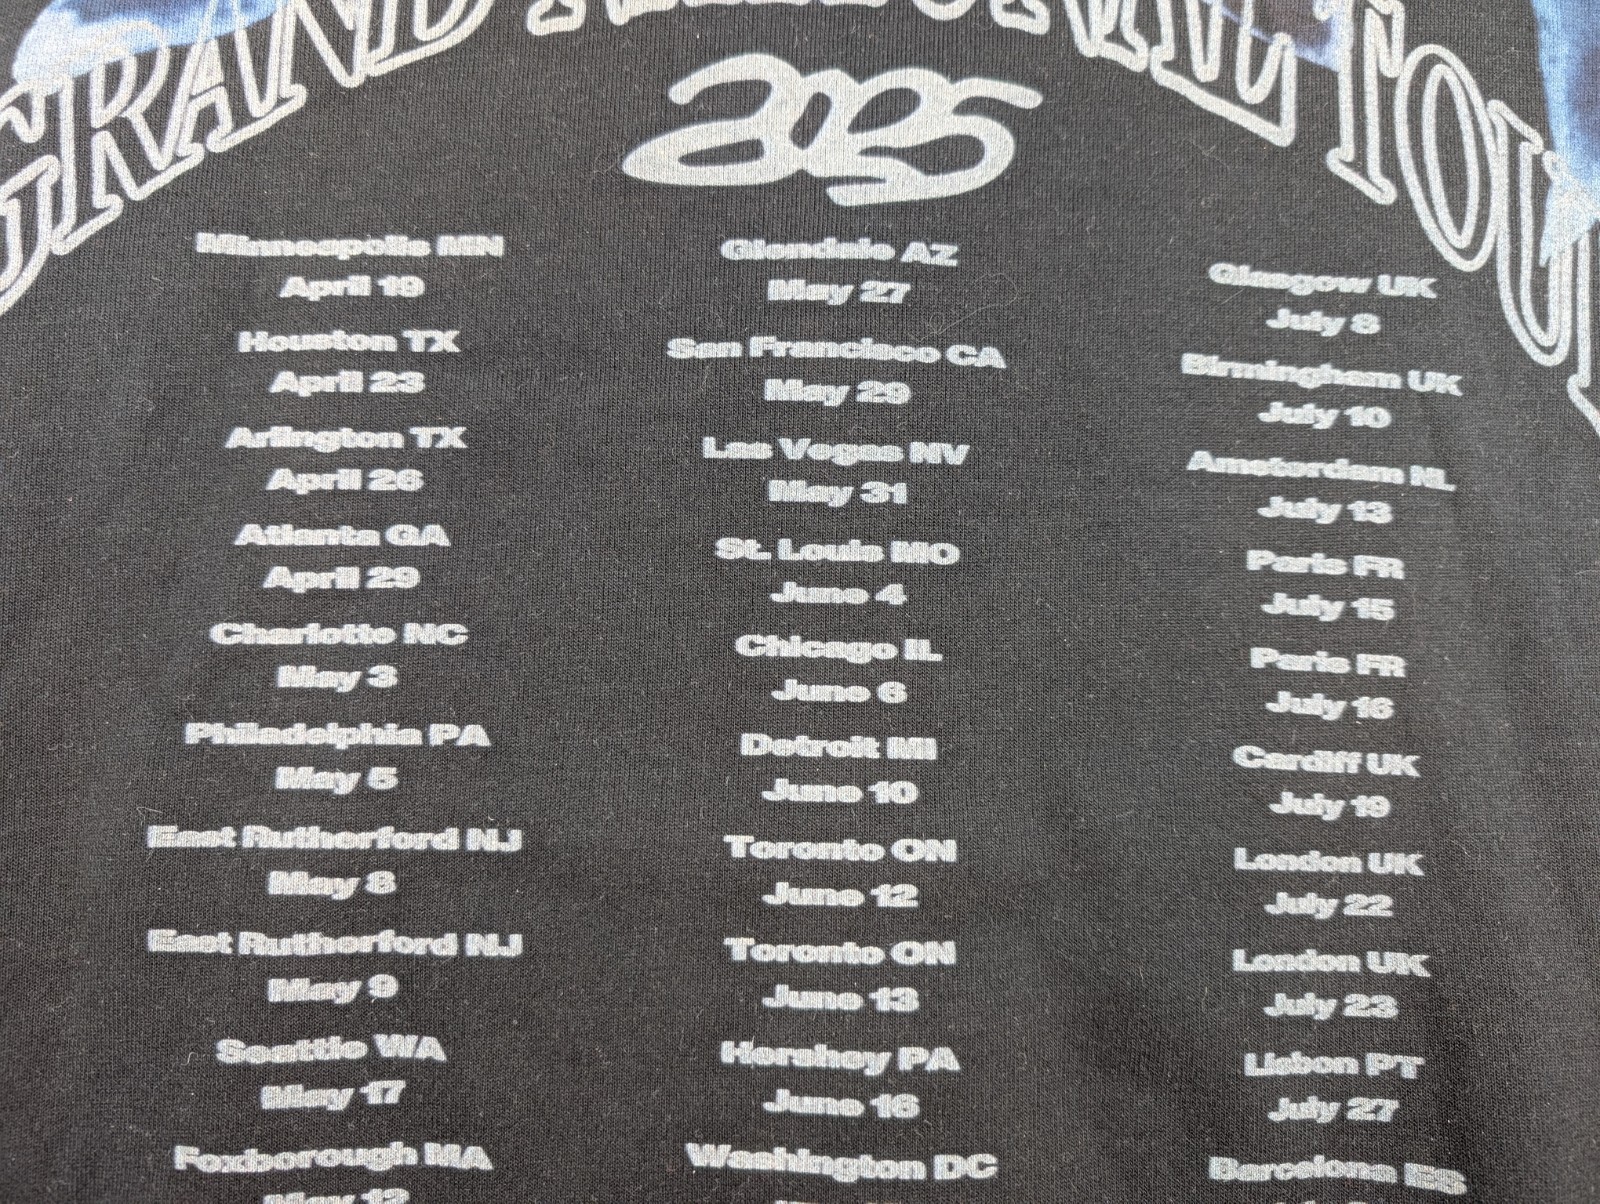 GRAND NATIONAL TOUR
2025
Minneapolis MN
April 19
Houston TX
April 23
Arlington TX
April 26
Atlanta GA
April 29
Charlotte NC
May 3
Philadelphia PA
May 5
East Rutherford NJ
May 8
East Rutherford NJ
May 9
Seattle WA
May 17
Foxborough MA
May 12
Glendale AZ
May 27
San Francisco CA
May 29
Las Vegas NV
May 31
St. Louis MO
June 4
Chicago IL
June 6
Detroit MI
June 10
Toronto ON
June 12
Toronto ON
June 13
Hershey PA
June 16
Washington DC
Glasgow UK
July 8
Birmingham UK
July 10
Amsterdam NL
July 13
Paris FR
July 15
Paris FR
July 16
Cardiff UK
July 19
London UK
July 22
London UK
July 23
Lisbon PT
July 27
Barcelona ES